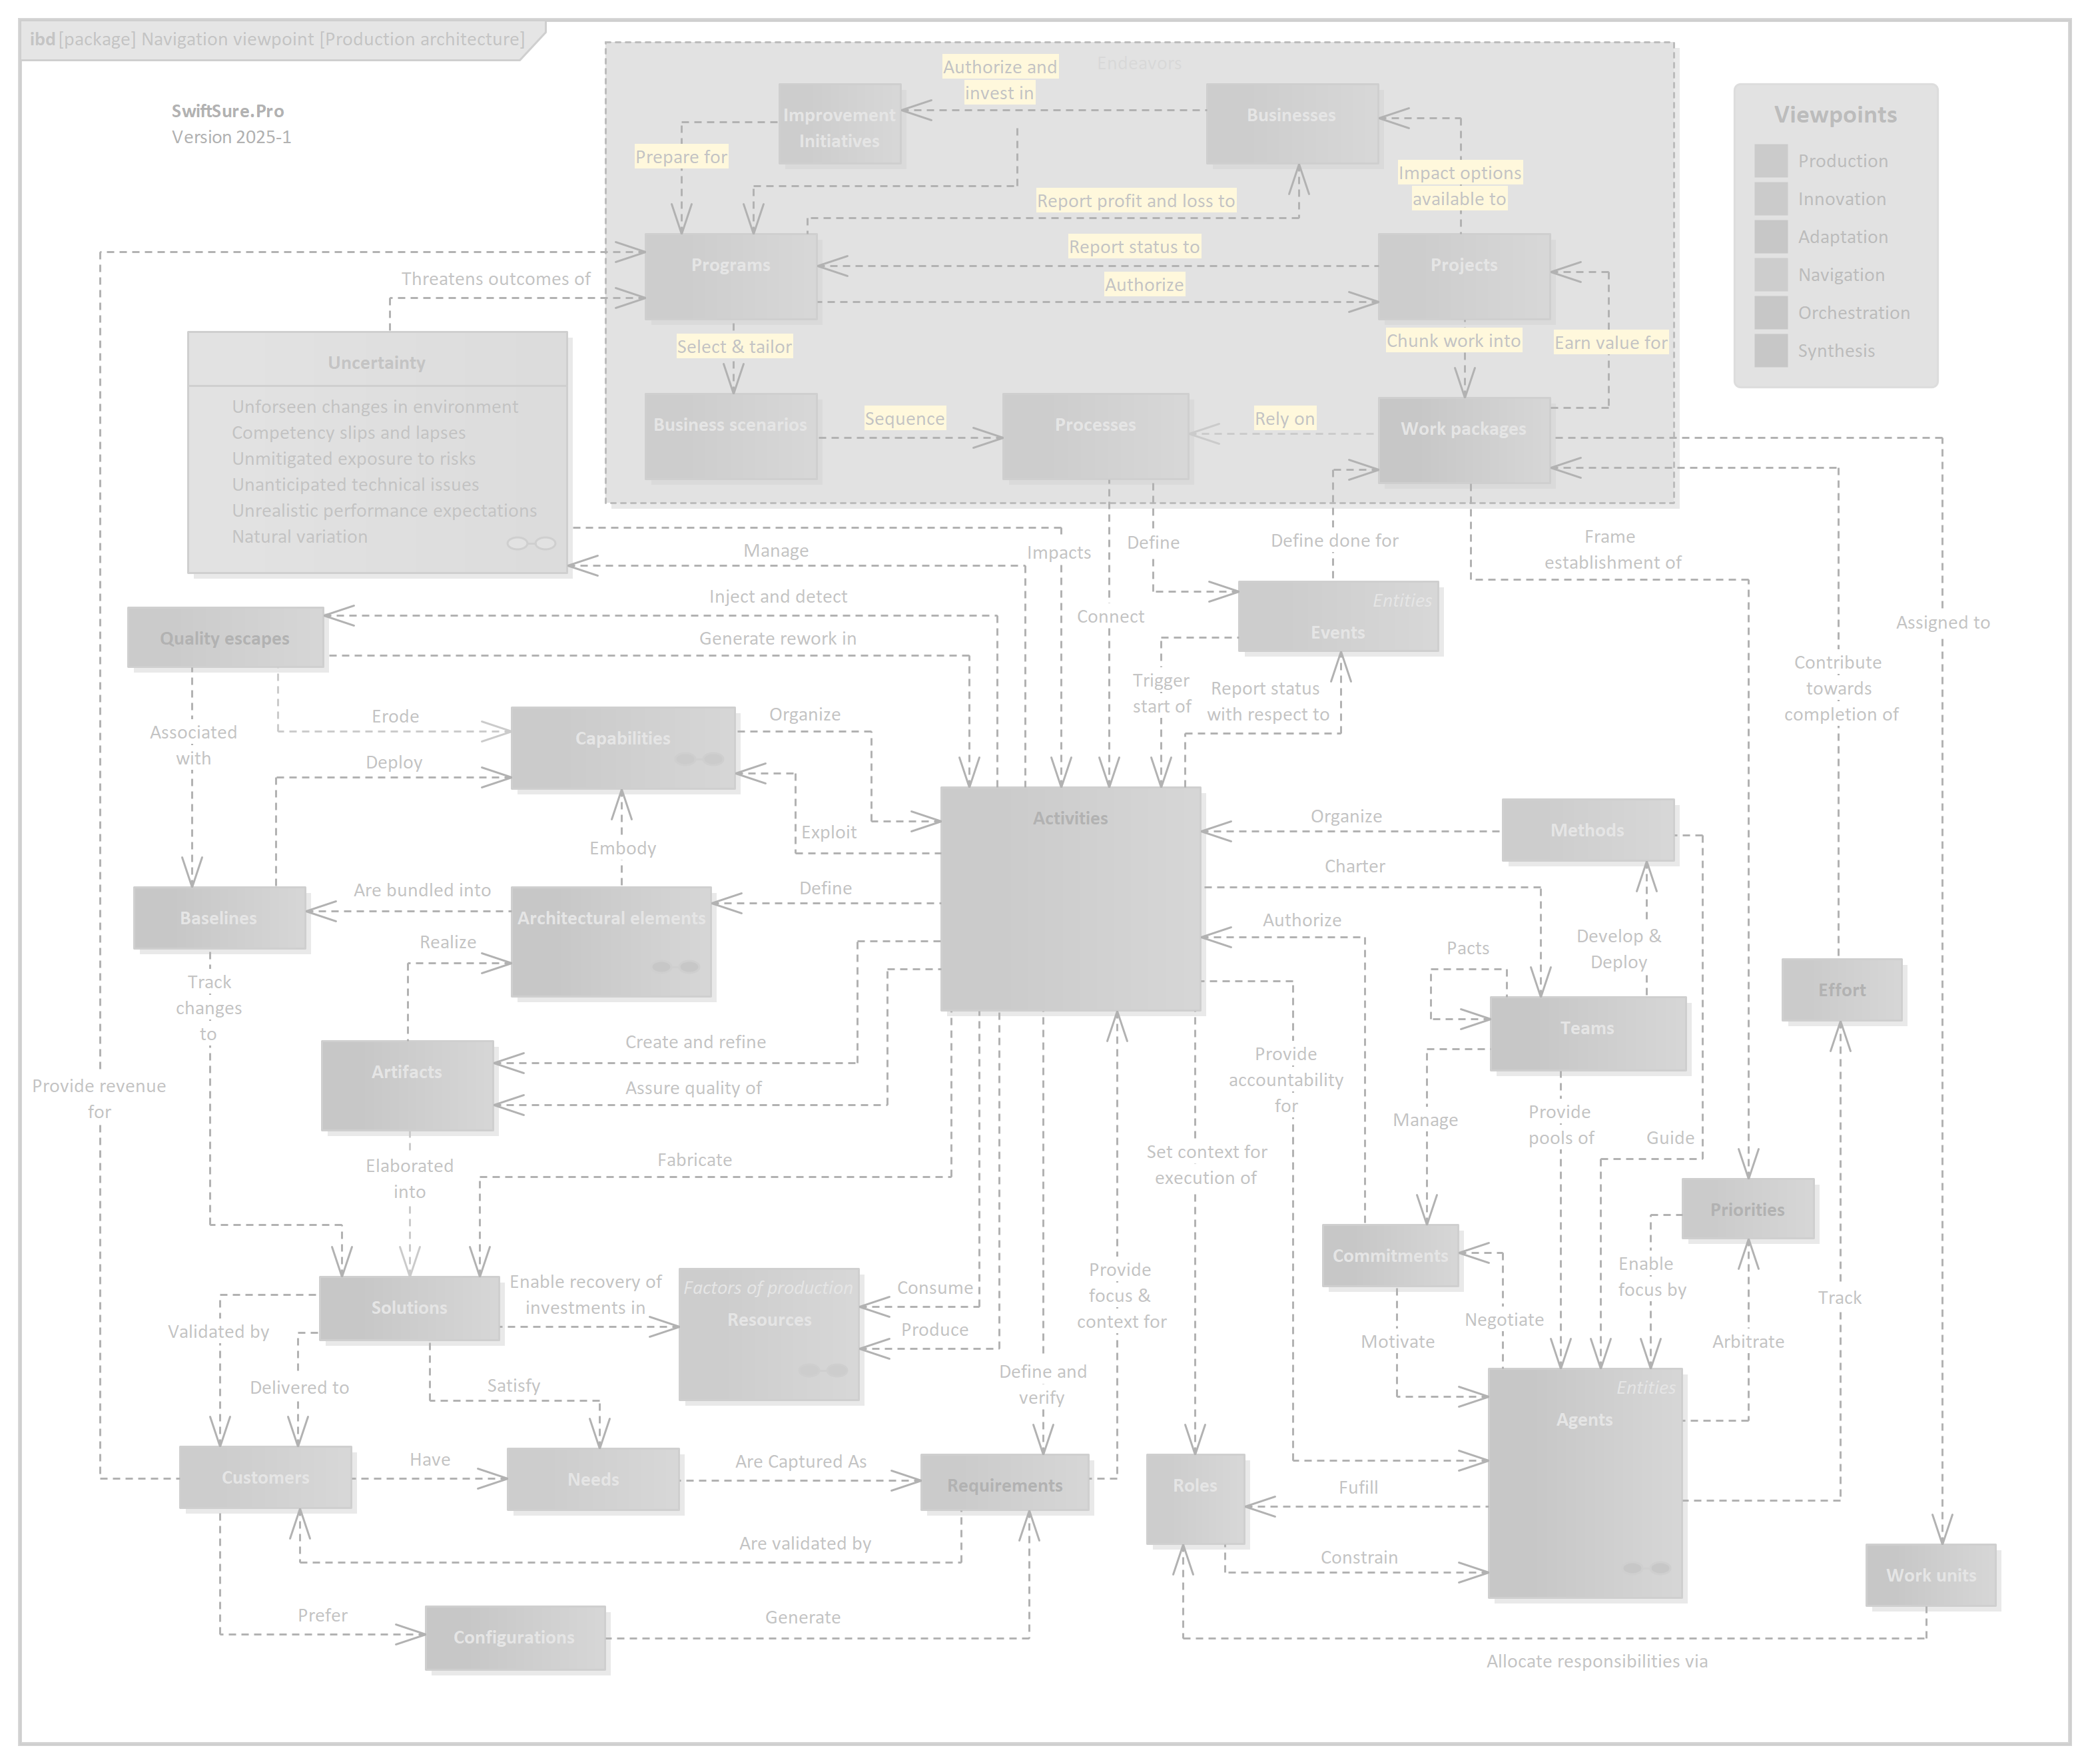 ibd [package] Navigation viewpoint [Production architecture]
SwiftSure.Pro
Version 2025-1
Endeavors
Authorize and
invest in
Improvement
Initiatives
Businesses
Prepare for
Impact options
available to
Report profit and loss to
Programs
Report status to
Authorize
Projects
Select & tailor
Chunk work into
Earn value for
Business scenarios
Sequence
Processes
Rely on
Work packages
Viewpoints
Production
Innovation
Adaptation
Navigation
Orchestration
Synthesis
Threatens outcomes of
Uncertainty
Unforseen changes in environment
Competency slips and lapses
Unmitigated exposure to risks
Unanticipated technical issues
Unrealistic performance expectations
Natural variation
Manage
Impacts
Define
Define done for
Frame
establishment of
Inject and detect
Generate rework in
Connect
Entities
Events
Assigned to
Quality escapes
Trigger
start of
Report status
with respect to
Contribute
towards
completion of
Associated
with
Erode
Deploy
Capabilities
Organize
Exploit
Embody
Activities
Organize
Methods
Charter
Baselines
Are bundled into
Architectural elements
Define
Authorize
Pacts
Develop &
Deploy
Effort
Realize
Track
changes
to
Teams
Artifacts
Create and refine
Assure quality of
Provide revenue
for
Provide
accountability
for
Manage
Provide
pools of
Guide
Elaborated
into
Fabricate
Set context for
execution of
Priorities
Commitments
Enable
focus by
Track
Solutions
Enable recovery of
investments in
Factors of production
Resources
Consume
Produce
Provide
focus &
context for
Negotiate
Motivate
Arbitrate
Validated by
Delivered to
Satisfy
Define and
verify
Entities
Agents
Customers
Have
Needs
Are Captured As
Requirements
Roles
Fufill
Are validated by
Constrain
Work units
Prefer
Configurations
Generate
Allocate responsibilities via